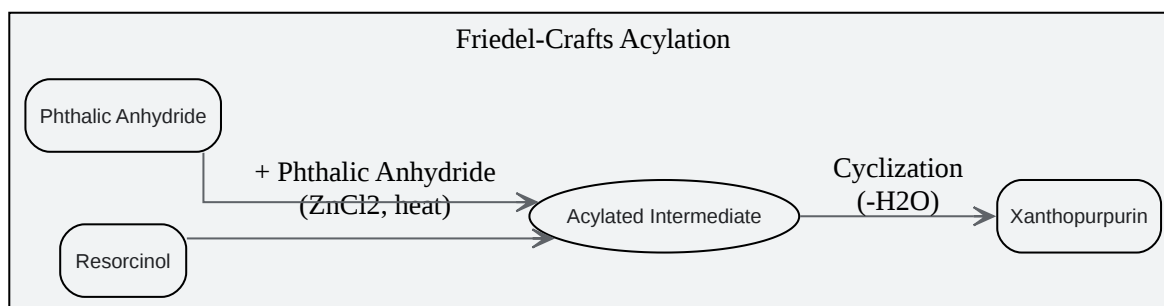 Friedel-Crafts Acylation
Phthalic Anhydride
+ Phthalic Anhydride
(ZnCl2, heat)
Cyclization
(-H2O)
Acylated Intermediate
Xanthopurpurin
Resorcinol